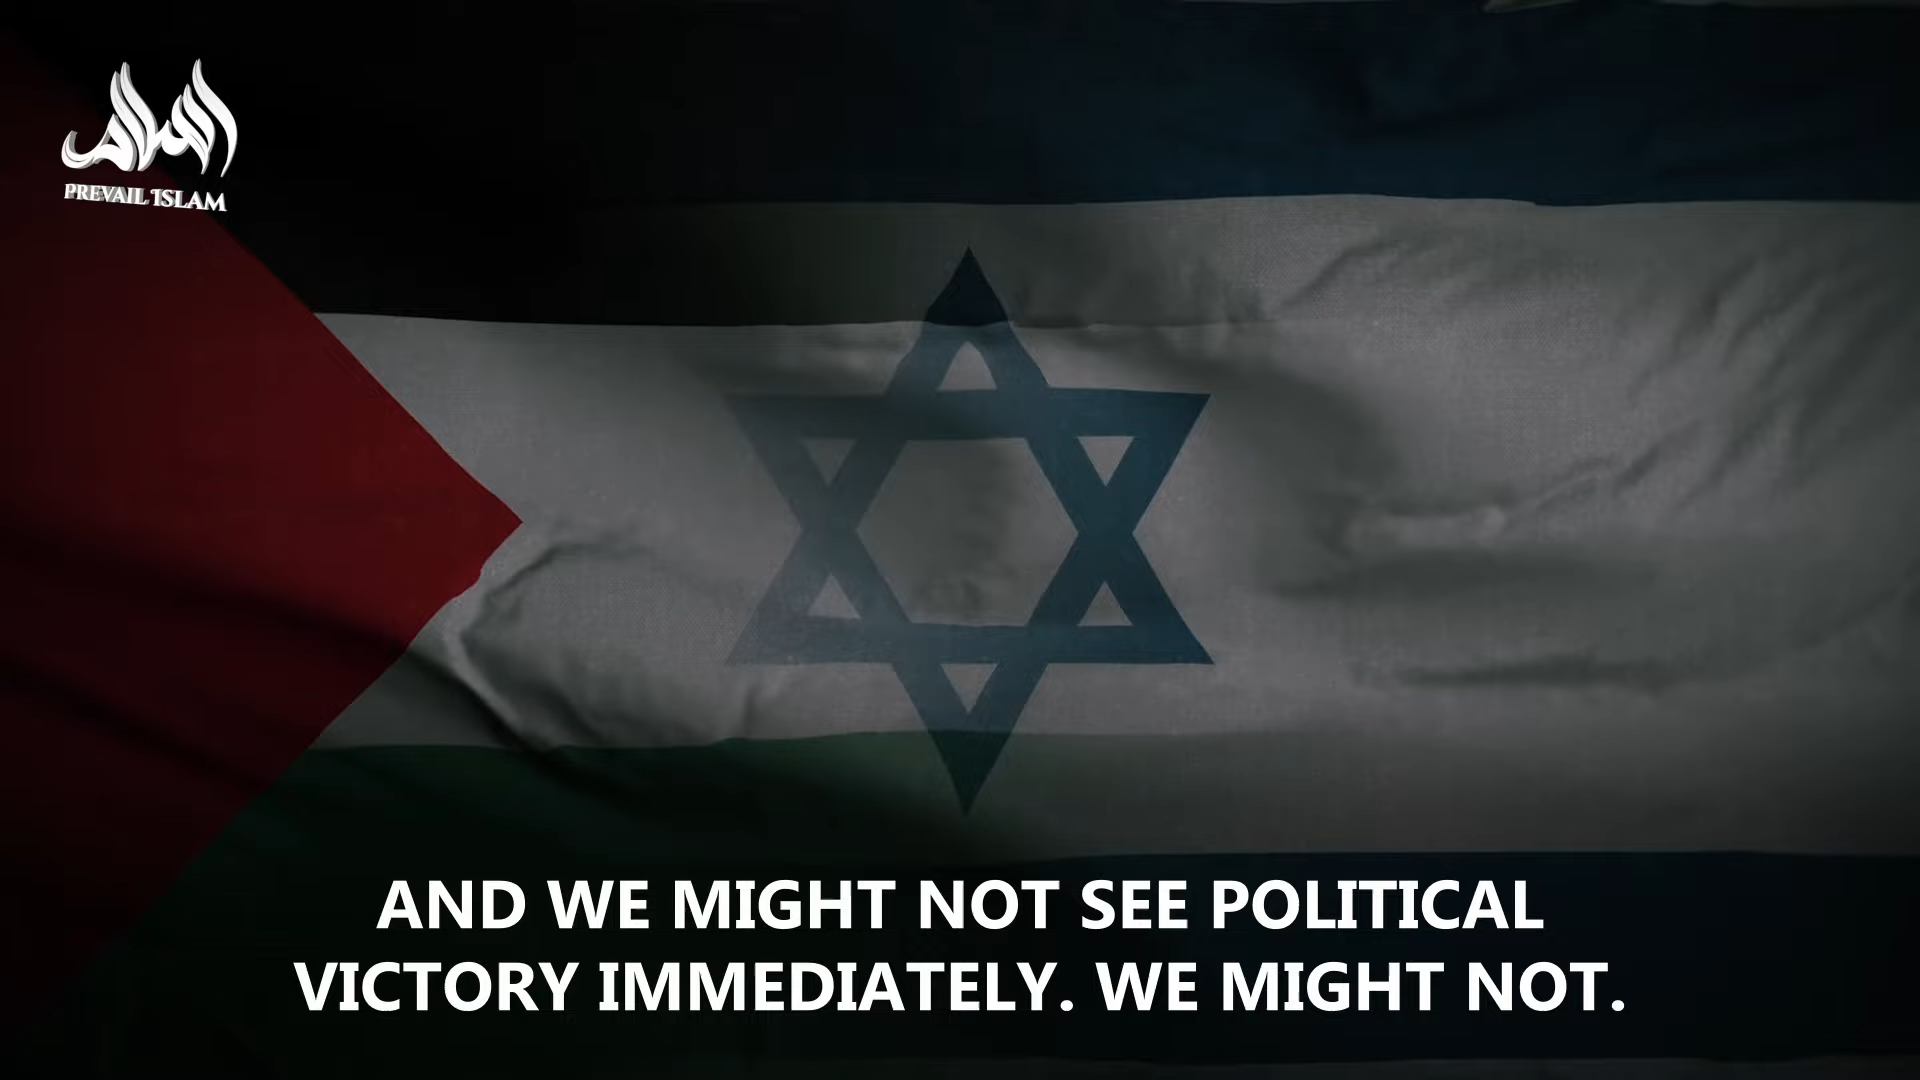 PREVAIL ISLAM
AND WE MIGHT NOT SEE POLITICAL
VICTORY IMMEDIATELY. WE MIGHT NOT.